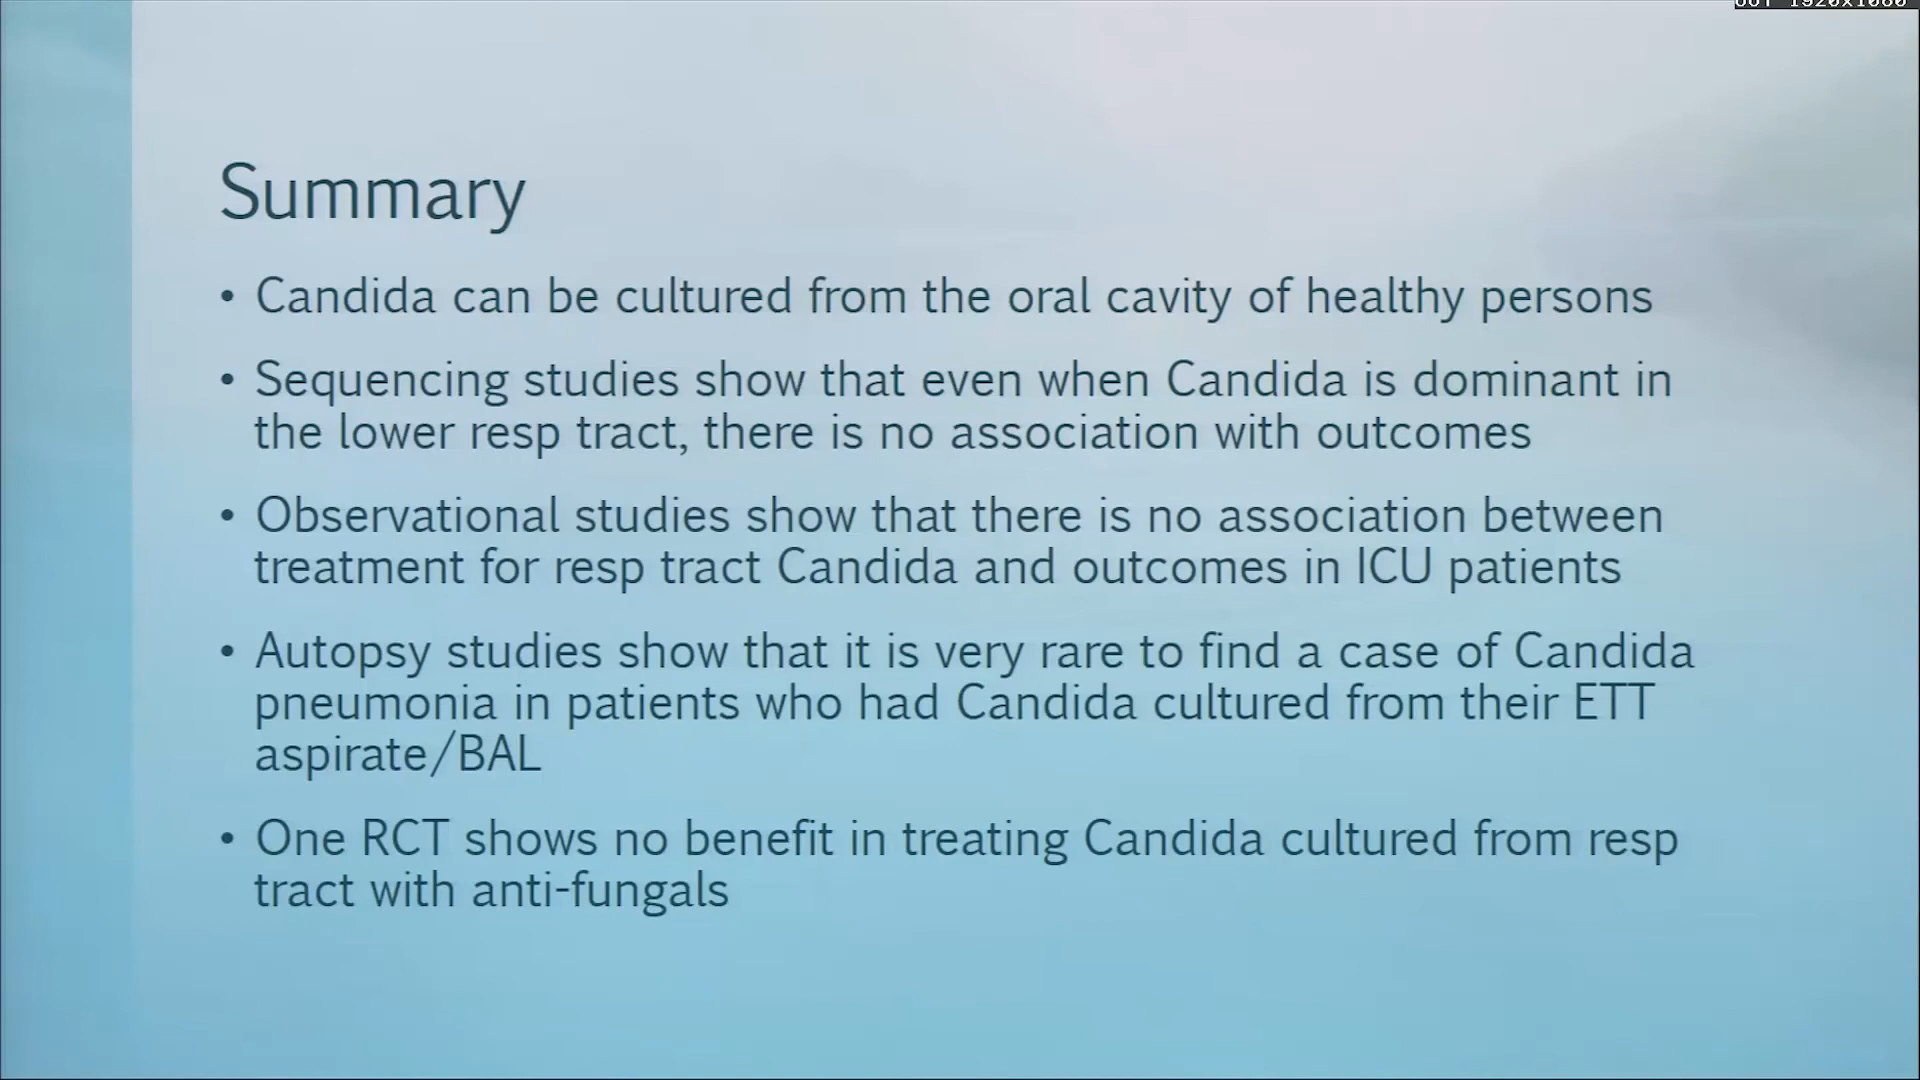 OUT 1920x1080
Summary
• Candida can be cultured from the oral cavity of healthy persons
• Sequencing studies show that even when Candida is dominant in
the lower resp tract, there is no association with outcomes
• Observational studies show that there is no association between
treatment for resp tract Candida and outcomes in ICU patients
• Autopsy studies show that it is very rare to find a case of Candida
pneumonia in patients who had Candida cultured from their ETT
aspirate/BAL
• One RCT shows no benefit in treating Candida cultured from resp
tract with anti-fungals